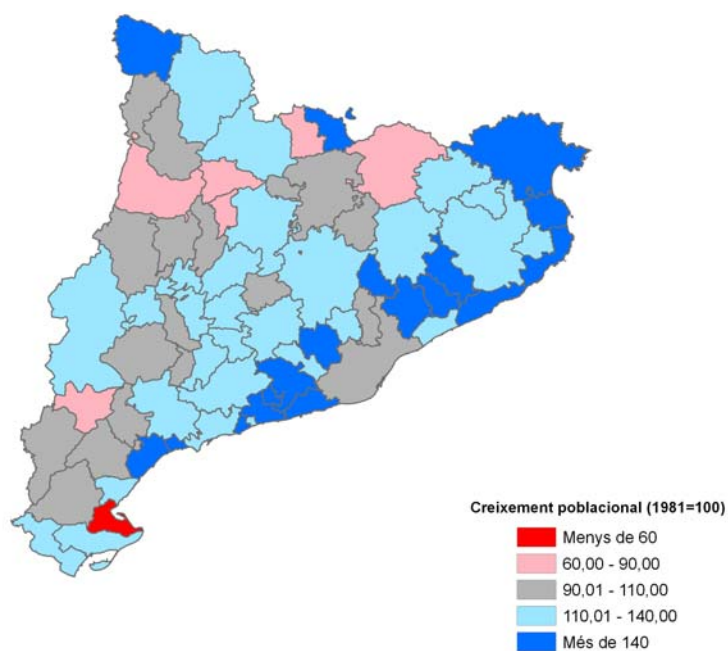 Creixement poblacional (1981=100)
Menys de 60
60,00 - 90,00
90,01 - 110,00
110,01 - 140,00
Més de 140